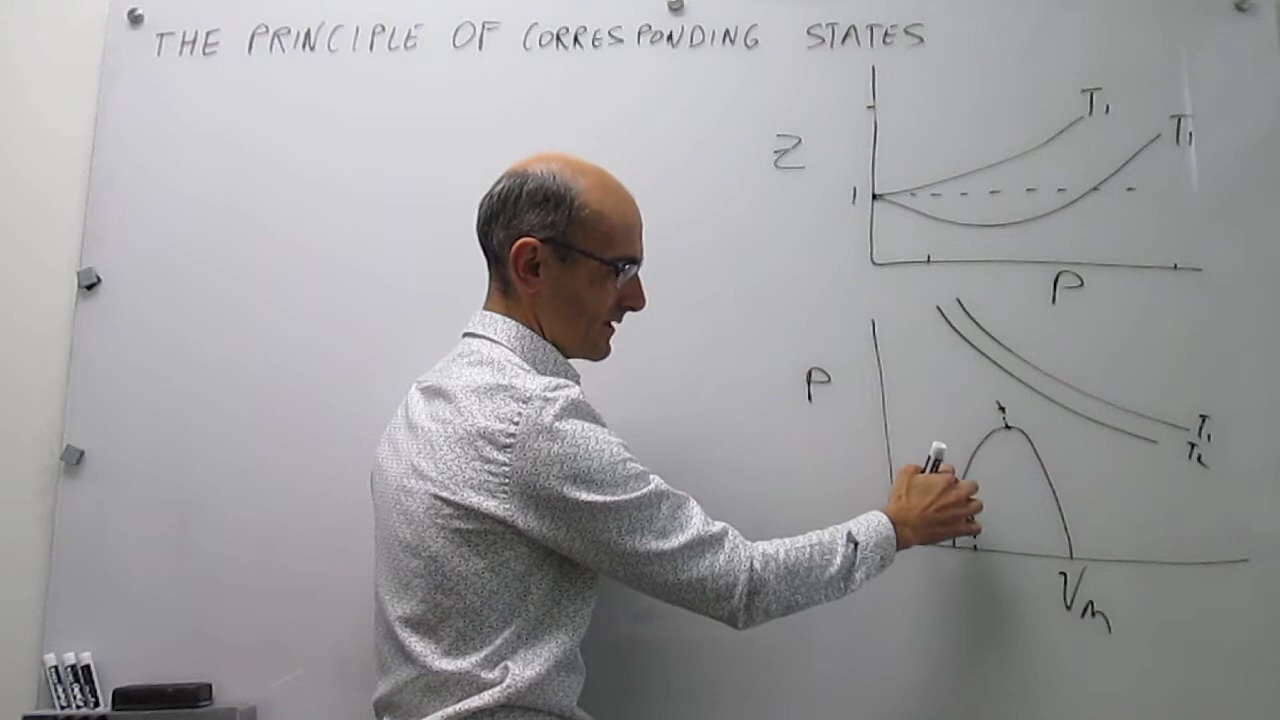 THE PRINCIPLE OF CORRESPONDING STATES
T1
Z
T1
1
P
P
T1
T2
Vm